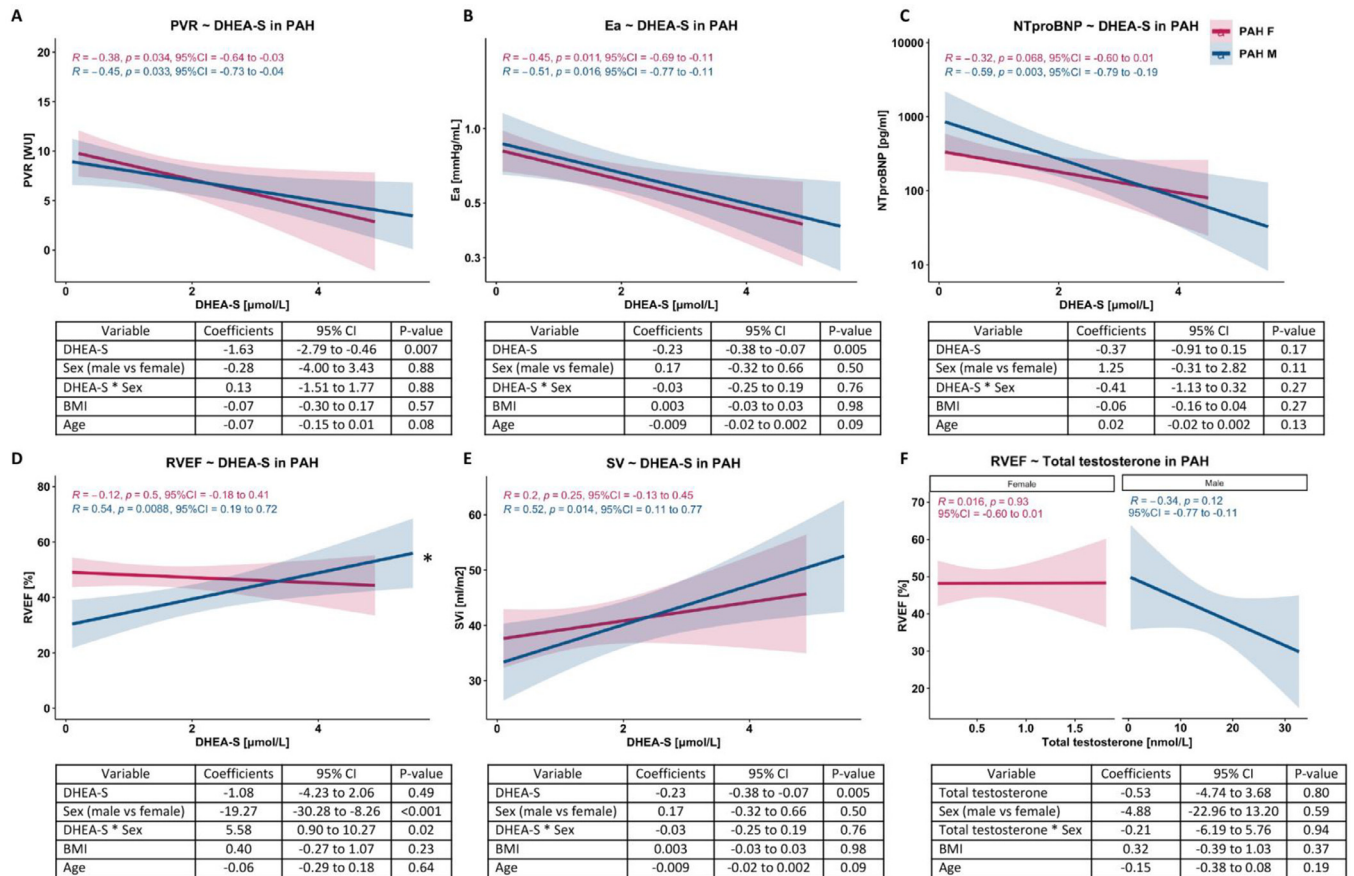 A
PVR ~ DHEA-S in PAH
R = −0.38, p = 0.034, 95%CI = -0.64 to -0.03
R = −0.45, p = 0.033, 95%CI = -0.73 to -0.04
PVR [WU]
20
15
10
5
0
0 2 4
DHEA-S [µmol/L]
Variable Coefficients 95% CI P-value
DHEA-S -1.63 -2.79 to -0.46 0.007
Sex (male vs female) -0.28 -4.00 to 3.43 0.88
DHEA-S * Sex 0.13 -1.51 to 1.77 0.88
BMI -0.07 -0.30 to 0.17 0.57
Age -0.07 -0.15 to 0.01 0.08
B
Ea ~ DHEA-S in PAH
R = −0.45, p = 0.011, 95%CI = -0.69 to -0.11
R = −0.51, p = 0.016, 95%CI = -0.77 to -0.11
Ea [mmHg/mL]
1.0
0.5
0.3
0 2 4
DHEA-S [µmol/L]
Variable Coefficients 95% CI P-value
DHEA-S -0.23 -0.38 to -0.07 0.005
Sex (male vs female) 0.17 -0.32 to 0.66 0.50
DHEA-S * Sex -0.03 -0.25 to 0.19 0.76
BMI 0.003 -0.03 to 0.03 0.98
Age -0.009 -0.02 to 0.002 0.09
C
NTproBNP ~ DHEA-S in PAH
R = −0.32, p = 0.068, 95%CI = -0.60 to 0.01
R = −0.59, p = 0.003, 95%CI = -0.79 to -0.19
a PAH F
a PAH M
NTproBNP [pg/ml]
10000
1000
100
10
0 2 4
DHEA-S [µmol/L]
Variable Coefficients 95% CI P-value
DHEA-S -0.37 -0.91 to 0.15 0.17
Sex (male vs female) 1.25 -0.31 to 2.82 0.11
DHEA-S * Sex -0.41 -1.13 to 0.32 0.27
BMI -0.06 -0.16 to 0.04 0.27
Age 0.02 -0.02 to 0.002 0.13
D
RVEF ~ DHEA-S in PAH
R = −0.12, p = 0.5, 95%CI = -0.18 to 0.41
R = 0.54, p = 0.0088, 95%CI = 0.19 to 0.72
*
RVEF [%]
80
60
40
20
0
0 2 4
DHEA-S [µmol/L]
Variable Coefficients 95% CI P-value
DHEA-S -1.08 -4.23 to 2.06 0.49
Sex (male vs female) -19.27 -30.28 to -8.26 <0.001
DHEA-S * Sex 5.58 0.90 to 10.27 0.02
BMI 0.40 -0.27 to 1.07 0.23
Age -0.06 -0.29 to 0.18 0.64
E
SV ~ DHEA-S in PAH
R = 0.2, p = 0.25, 95%CI = -0.13 to 0.45
R = 0.52, p = 0.014, 95%CI = 0.11 to 0.77
SVi [ml/m2]
60
50
40
30
0 2 4
DHEA-S [µmol/L]
Variable Coefficients 95% CI P-value
DHEA-S -0.23 -0.38 to -0.07 0.005
Sex (male vs female) 0.17 -0.32 to 0.66 0.50
DHEA-S * Sex -0.03 -0.25 to 0.19 0.76
BMI 0.003 -0.03 to 0.03 0.98
Age -0.009 -0.02 to 0.002 0.09
F
RVEF ~ Total testosterone in PAH
Female
R = 0.016, p = 0.93
95%CI = -0.60 to 0.01
Male
R = −0.34, p = 0.12
95%CI = -0.77 to -0.11
RVEF [%]
70
60
50
40
30
20
0.5 1.0 1.5
0 10 20 30
Total testosterone [nmol/L]
Variable Coefficients 95% CI P-value
Total testosterone -0.53 -4.74 to 3.68 0.80
Sex (male vs female) -4.88 -22.96 to 13.20 0.59
Total testosterone * Sex -0.21 -6.19 to 5.76 0.94
BMI 0.32 -0.39 to 1.03 0.37
Age -0.15 -0.38 to 0.08 0.19